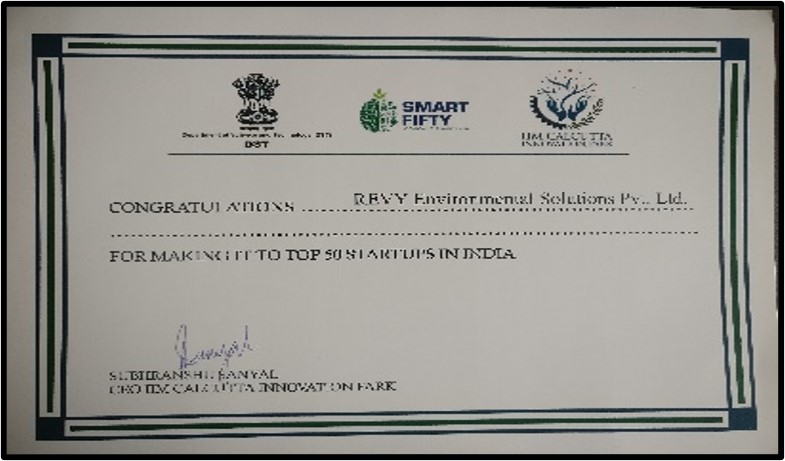 Department of Science and Technology (DST)
DST
SMART
FIFTY
IIM CALCUTTA
INNOVATION PARK
CONGRATULATIONS ........ REVY Environmental Solutions Pvt. Ltd.
FOR MAKING IT TO TOP 50 STARTUPS IN INDIA
SUBHRANSHU SANYAL
CEO IIM CALCUTTA INNOVATION PARK